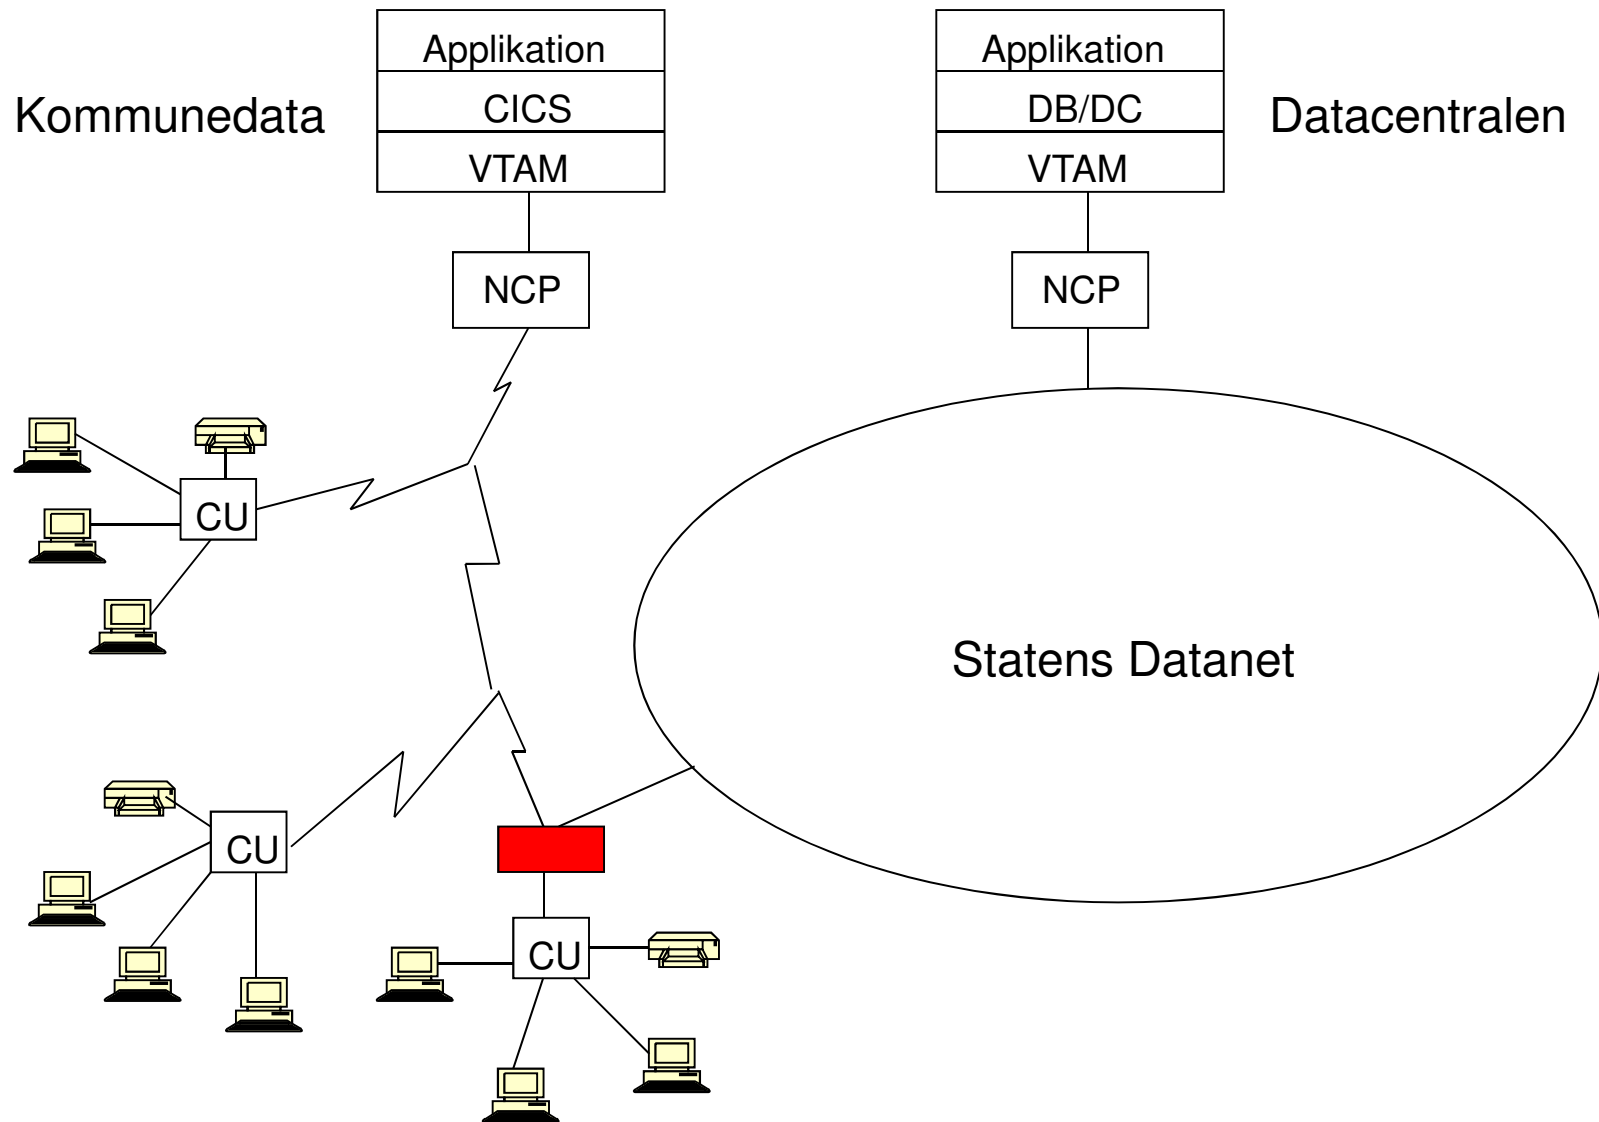 Kommunedata
Applikation
CICS
VTAM
NCP
Applikation
DB/DC
VTAM
NCP
Datacentralen
CU
Statens Datanet
CU
CU